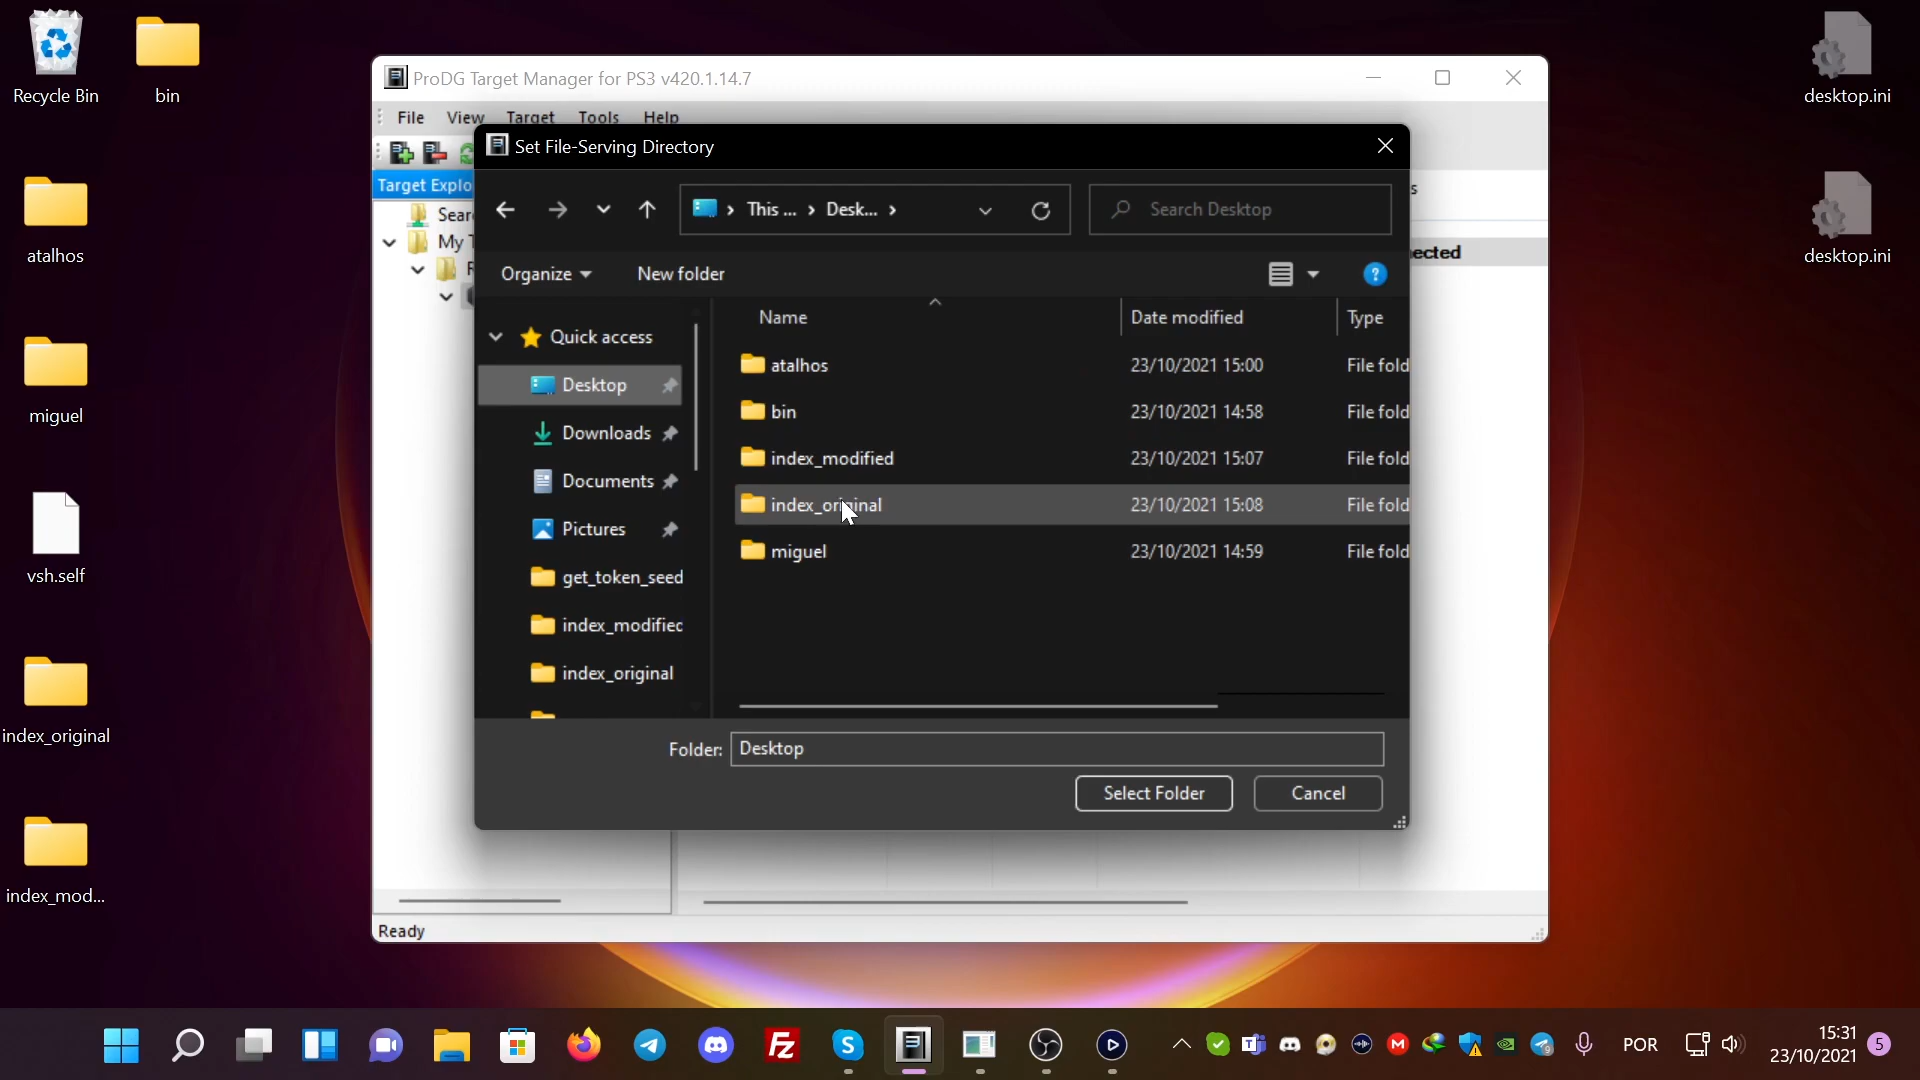 Recycle Bin
bin
desktop.ini
atalhos
desktop.ini
miguel
vsh.self
index_original
index_mod...
ProDG Target Manager for PS3 v420.1.14.7
File View Target Tools Help
Target Explo
Sear
My T
s
ected
Set File-Serving Directory
This ... Desk...
Search Desktop
Organize
New folder
Quick access
Desktop
Downloads
Documents
Pictures
get_token_seed
index_modified
index_original
Name Date modified Type
atalhos 23/10/2021 15:00 File fold
bin 23/10/2021 14:58 File fold
index_modified 23/10/2021 15:07 File fold
index_original 23/10/2021 15:08 File fold
miguel 23/10/2021 14:59 File fold
Folder: Desktop
Select Folder Cancel
Ready
POR
15:31
23/10/2021
5